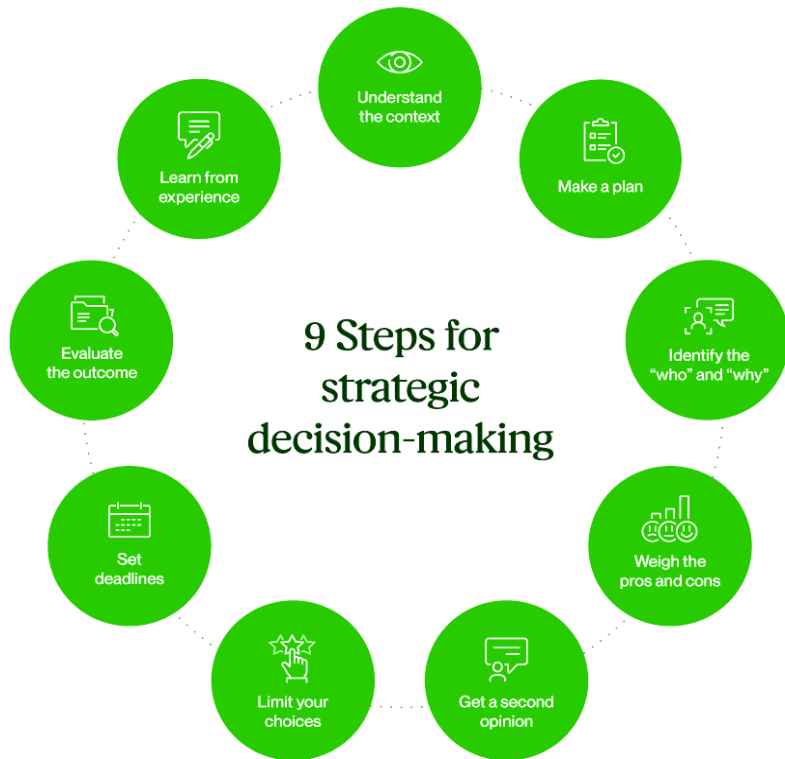 9 Steps for
strategic
decision-making
Understand
the context
Make a plan
Identify the
“who” and “why”
Weigh the
pros and cons
Get a second
opinion
Limit your
choices
Set
deadlines
Evaluate
the outcome
Learn from
experience